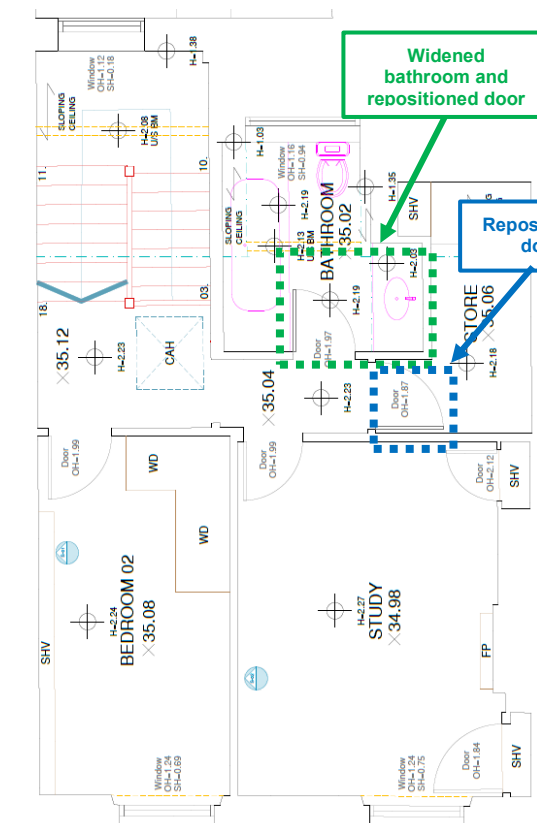 Widened
bathroom and
repositioned door
Repos
do
Window
OH=1.12
SH=0.18
H=1.38
SLOPING
CEILING
H=2.08
U/S BM
11.
10.
18.
03.
H=1.03
Window
OH=1.16
SH=0.94
H=2.19
SLOPING
CEILING
H=2.13
U/S BM
BATHROOM
35.02
H=1.35
SHV
H=2.03
H=2.19
STORE
35.06
H=2.18
35.12
H=2.23
CAH
Door
OH=1.97
35.04
H=2.23
Door
OH=1.87
Door
OH=1.99
WD
WD
Door
OH=1.99
Door
OH=2.12
SHV
H=2.24
BEDROOM 02
35.08
SHV
H=2.27
STUDY
34.98
FP
Window
OH=1.24
SH=0.69
Window
OH=1.24
SH=0.75
Door
OH=1.84
SHV